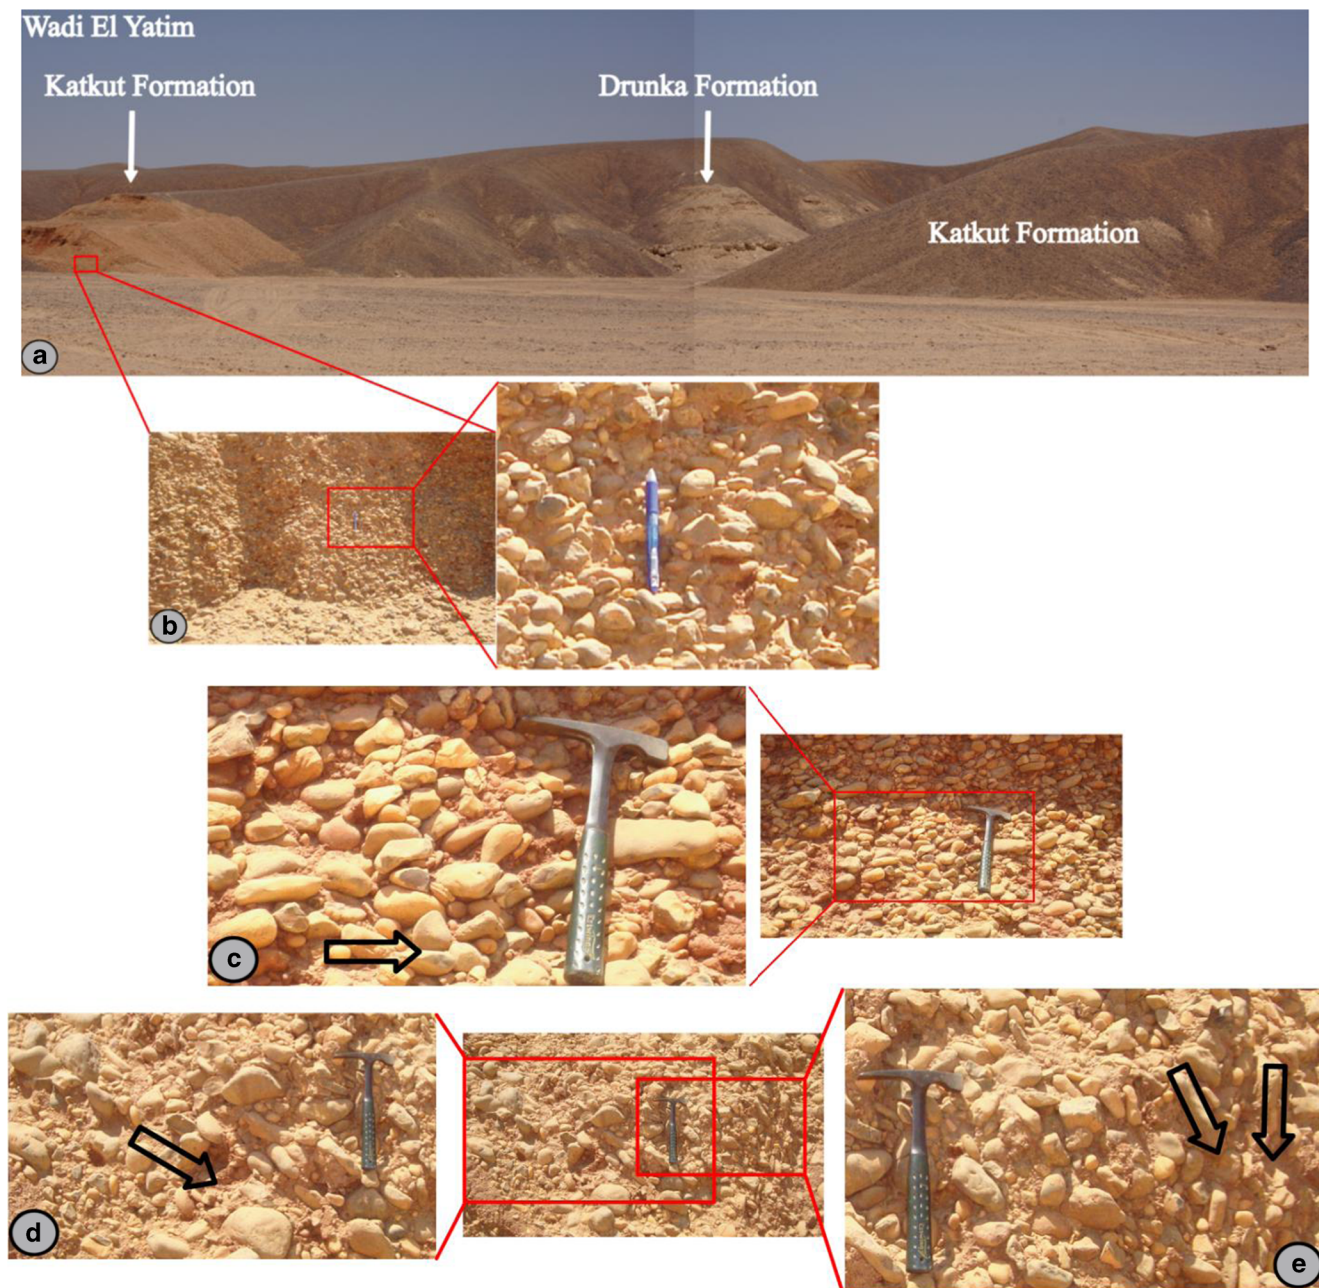 Wadi El Yatim
Katkut Formation
Drunka Formation
Katkut Formation
a
b
c
d
e